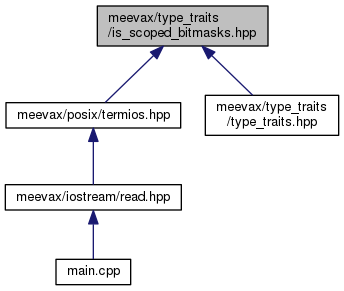 meevax/type_traits
/is_scoped_bitmasks.hpp
meevax/posix/termios.hpp
meevax/type_traits
/type_traits.hpp
meevax/iostream/read.hpp
main.cpp